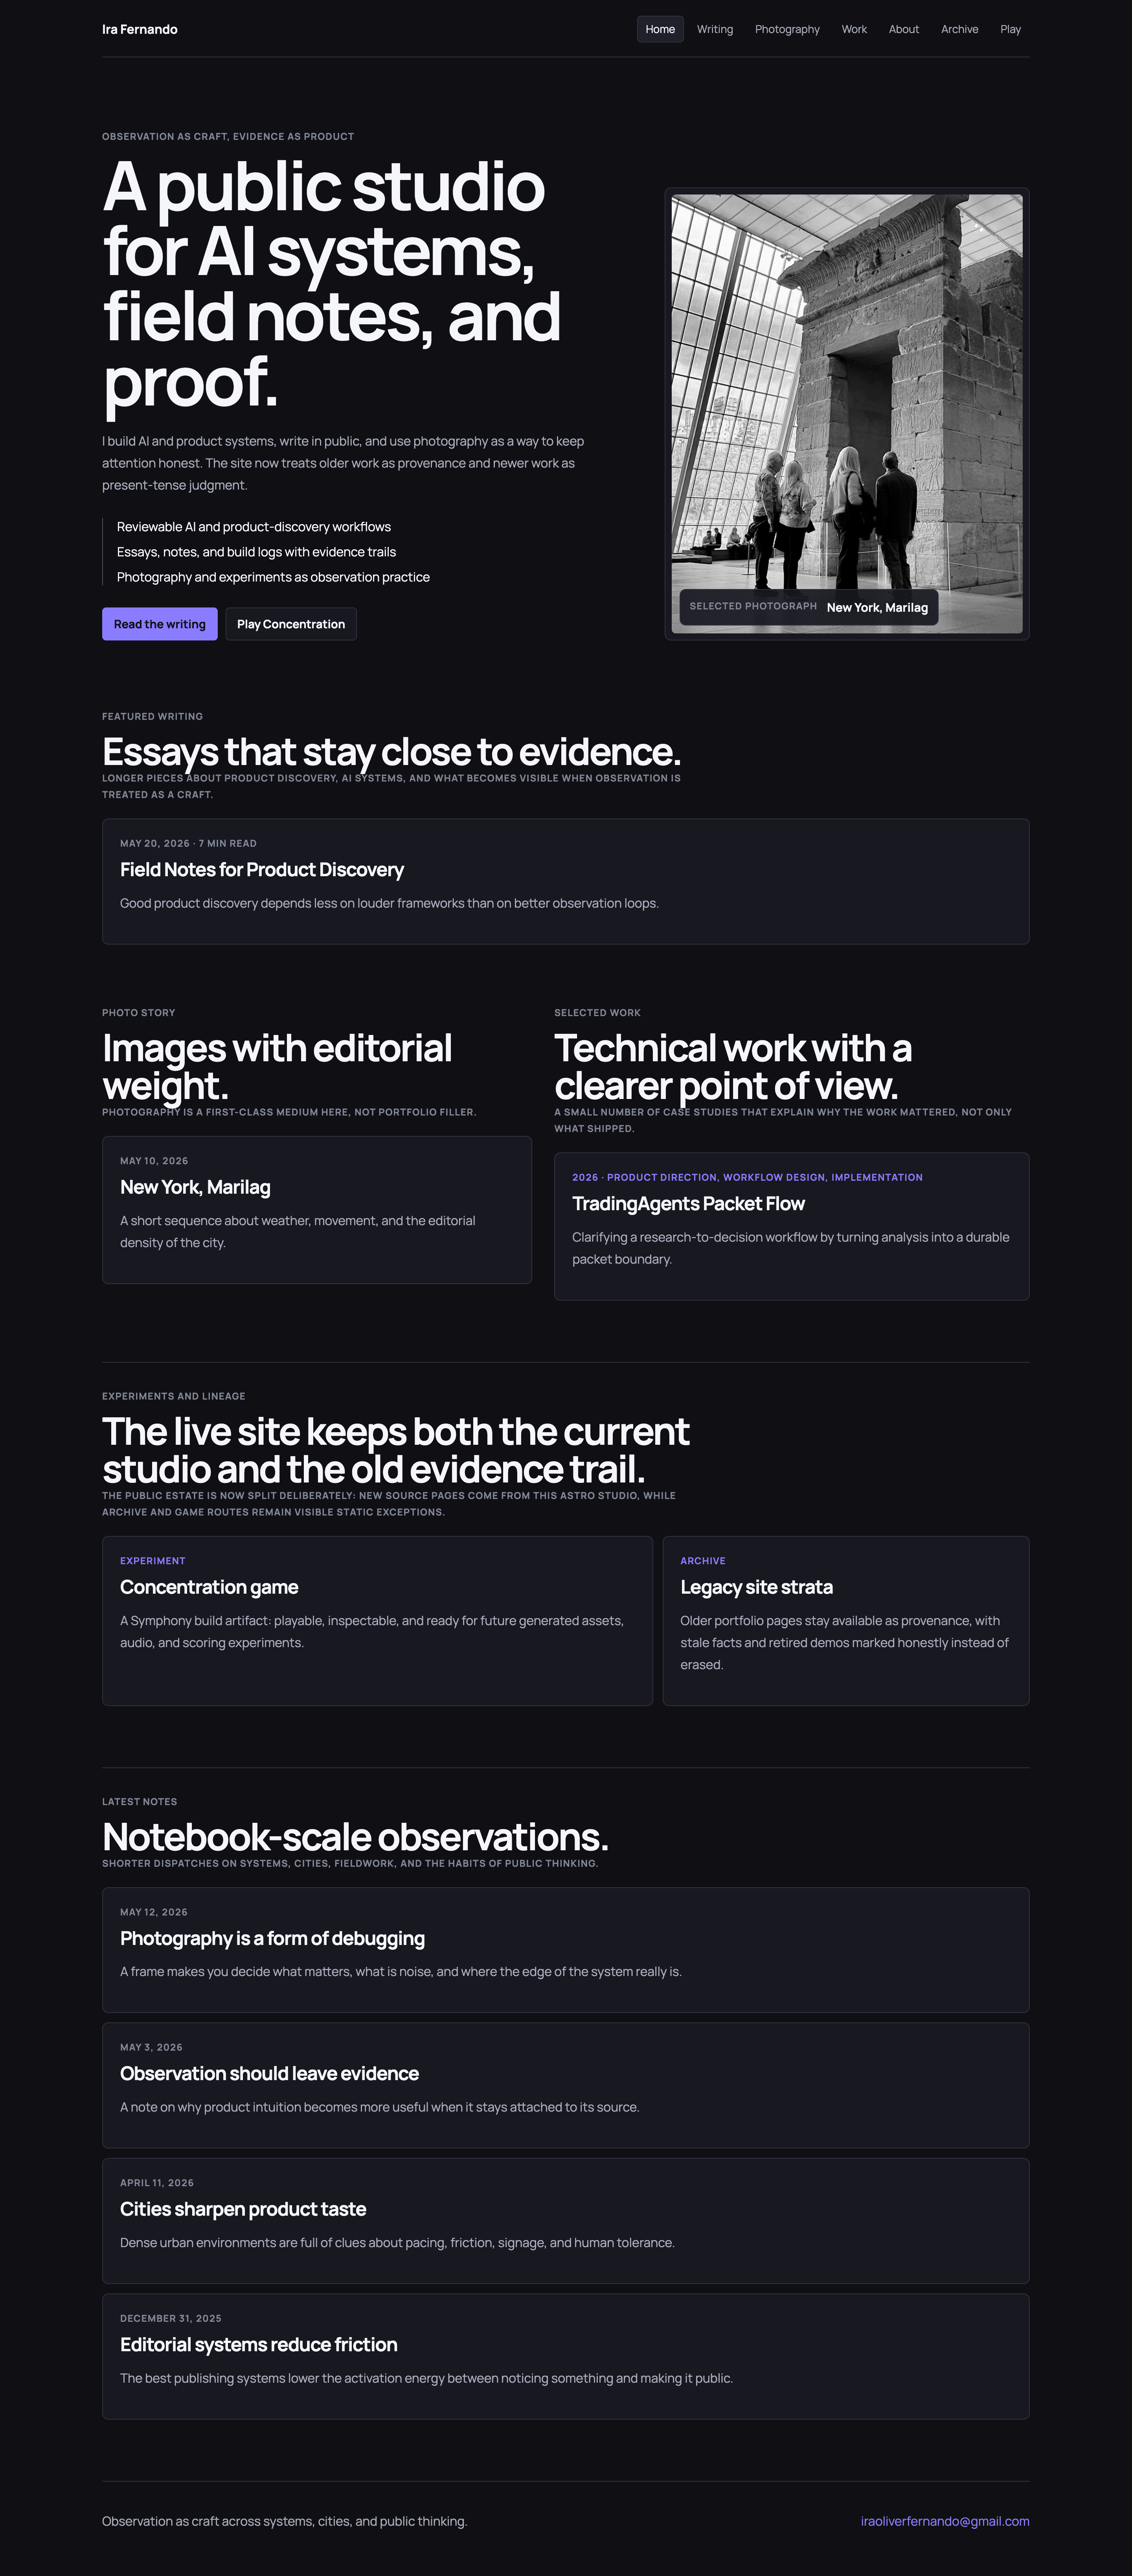 Ira Fernando
Home Writing Photography Work About Archive Play
OBSERVATION AS CRAFT, EVIDENCE AS PRODUCT
A public studio
for AI systems,
field notes, and
proof.
I build AI and product systems, write in public, and use photography as a way to keep
attention honest. The site now treats older work as provenance and newer work as
present-tense judgment.
Reviewable AI and product-discovery workflows
Essays, notes, and build logs with evidence trails
Photography and experiments as observation practice
Read the writing Play Concentration
SELECTED PHOTOGRAPH New York, Marilag
FEATURED WRITING
Essays that stay close to evidence.
LONGER PIECES ABOUT PRODUCT DISCOVERY, AI SYSTEMS, AND WHAT BECOMES VISIBLE WHEN OBSERVATION IS
TREATED AS A CRAFT.
MAY 20, 2026 · 7 MIN READ
Field Notes for Product Discovery
Good product discovery depends less on louder frameworks than on better observation loops.
PHOTO STORY
Images with editorial
weight.
PHOTOGRAPHY IS A FIRST-CLASS MEDIUM HERE, NOT PORTFOLIO FILLER.
MAY 10, 2026
New York, Marilag
A short sequence about weather, movement, and the editorial
density of the city.
SELECTED WORK
Technical work with a
clearer point of view.
A SMALL NUMBER OF CASE STUDIES THAT EXPLAIN WHY THE WORK MATTERED, NOT ONLY
WHAT SHIPPED.
2026 · PRODUCT DIRECTION, WORKFLOW DESIGN, IMPLEMENTATION
TradingAgents Packet Flow
Clarifying a research-to-decision workflow by turning analysis into a durable
packet boundary.
EXPERIMENTS AND LINEAGE
The live site keeps both the current
studio and the old evidence trail.
THE PUBLIC ESTATE IS NOW SPLIT DELIBERATELY: NEW SOURCE PAGES COME FROM THIS ASTRO STUDIO, WHILE
ARCHIVE AND GAME ROUTES REMAIN VISIBLE STATIC EXCEPTIONS.
EXPERIMENT
Concentration game
A Symphony build artifact: playable, inspectable, and ready for future generated assets,
audio, and scoring experiments.
ARCHIVE
Legacy site strata
Older portfolio pages stay available as provenance, with
stale facts and retired demos marked honestly instead of
erased.
LATEST NOTES
Notebook-scale observations.
SHORTER DISPATCHES ON SYSTEMS, CITIES, FIELDWORK, AND THE HABITS OF PUBLIC THINKING.
MAY 12, 2026
Photography is a form of debugging
A frame makes you decide what matters, what is noise, and where the edge of the system really is.
MAY 3, 2026
Observation should leave evidence
A note on why product intuition becomes more useful when it stays attached to its source.
APRIL 11, 2026
Cities sharpen product taste
Dense urban environments are full of clues about pacing, friction, signage, and human tolerance.
DECEMBER 31, 2025
Editorial systems reduce friction
The best publishing systems lower the activation energy between noticing something and making it public.
Observation as craft across systems, cities, and public thinking.
iraoliverfernando@gmail.com